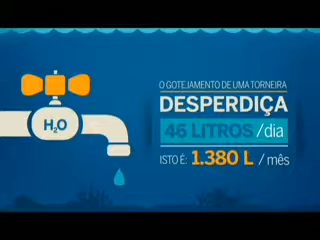 H₂O
O GOTEJAMENTO DE UMA TORNEIRA
DESPERDIÇA
46 LITROS/dia
ISTO É: 1.380 L / mês